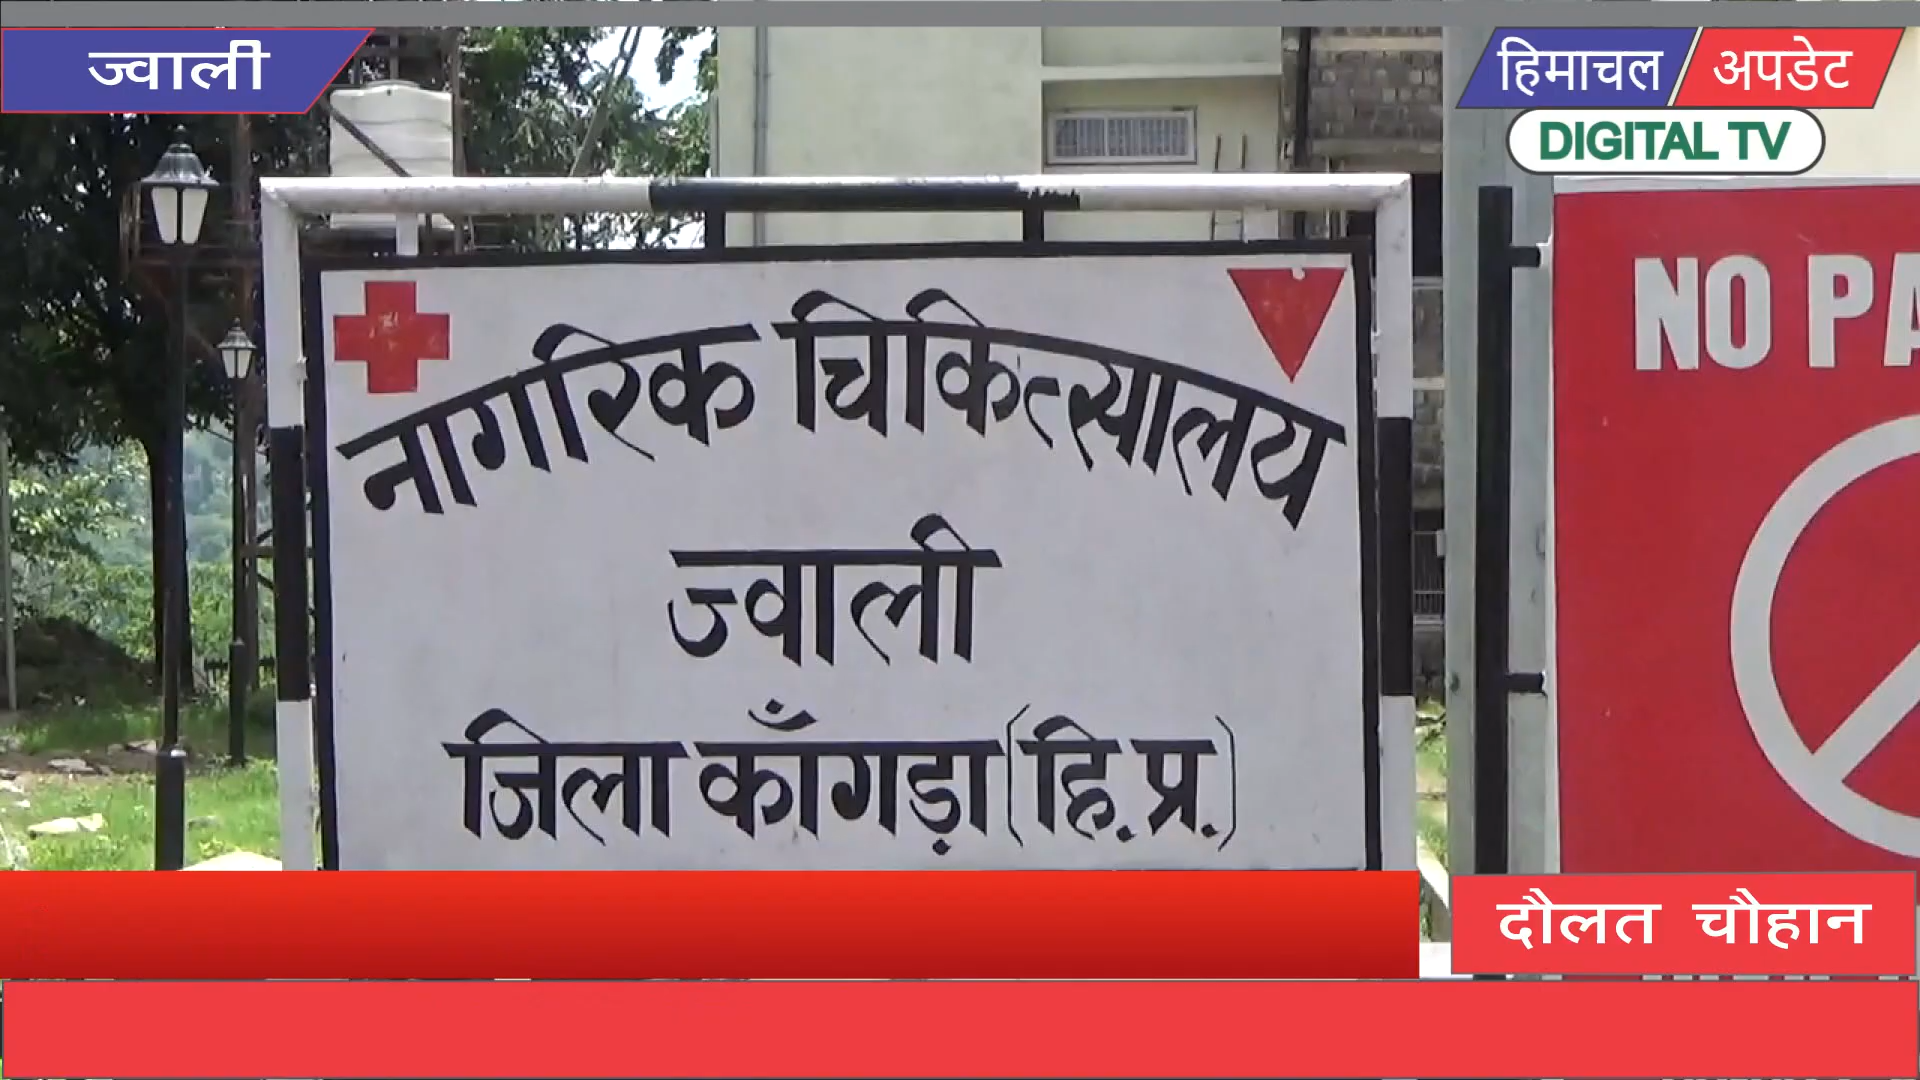 ज्वाली
हिमाचल अपडेट
DIGITAL TV
नागरिक चिकित्सालय
ज्वाली
जिला काँगड़ा (हि.प्र.)
NO PA
दौलत चौहान